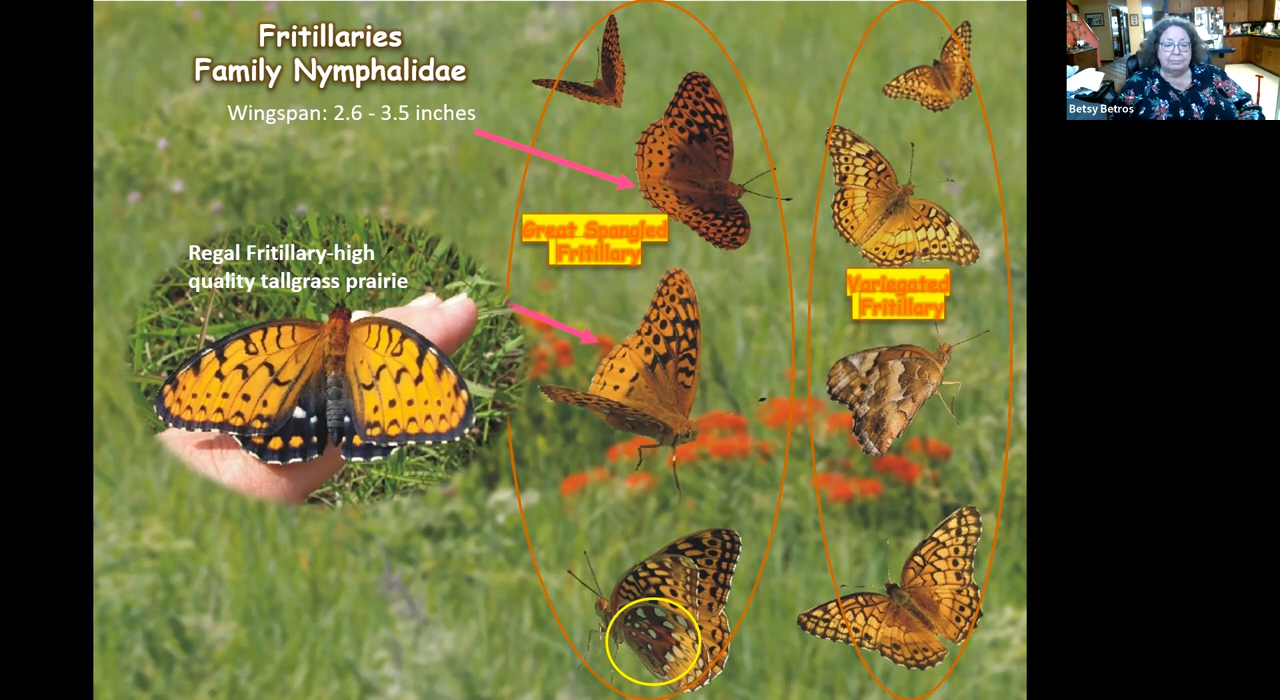 Fritillaries
Family Nymphalidae
Wingspan: 2.6 - 3.5 inches
Betsy Betros
Great Spangled
Fritillary
Regal Fritillary-high
quality tallgrass prairie
Variegated
Fritillary